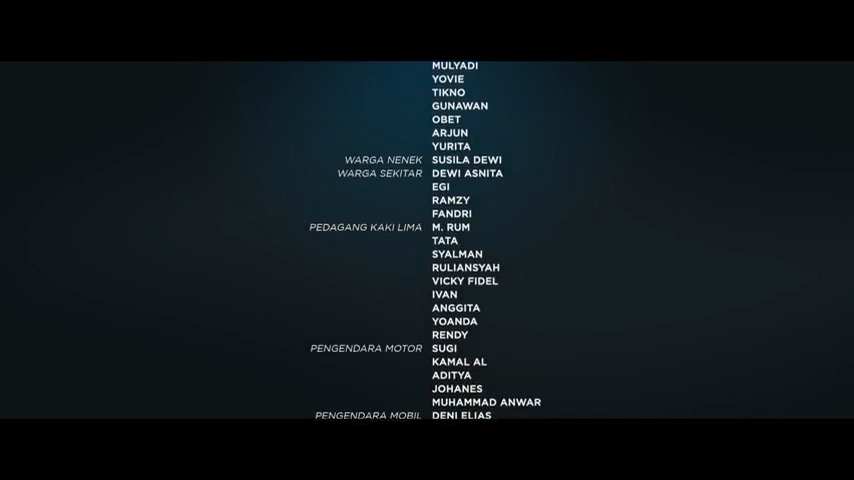 MULYADI
YOVIE
TIKNO
GUNAWAN
OBET
ARJUN
YURITA
WARGA NENEK SUSILA DEWI
WARGA SEKITAR DEWI ASNITA
EGI
RAMZY
FANDRI
PEDAGANG KAKI LIMA M. RUM
TATA
SYALMAN
RULIANSYAH
VICKY FIDEL
IVAN
ANGGITA
YOANDA
RENDY
PENGENDARA MOTOR SUGI
KAMAL AL
ADITYA
JOHANES
MUHAMMAD ANWAR
PENGENDARA MOBIL DENI ELIAS